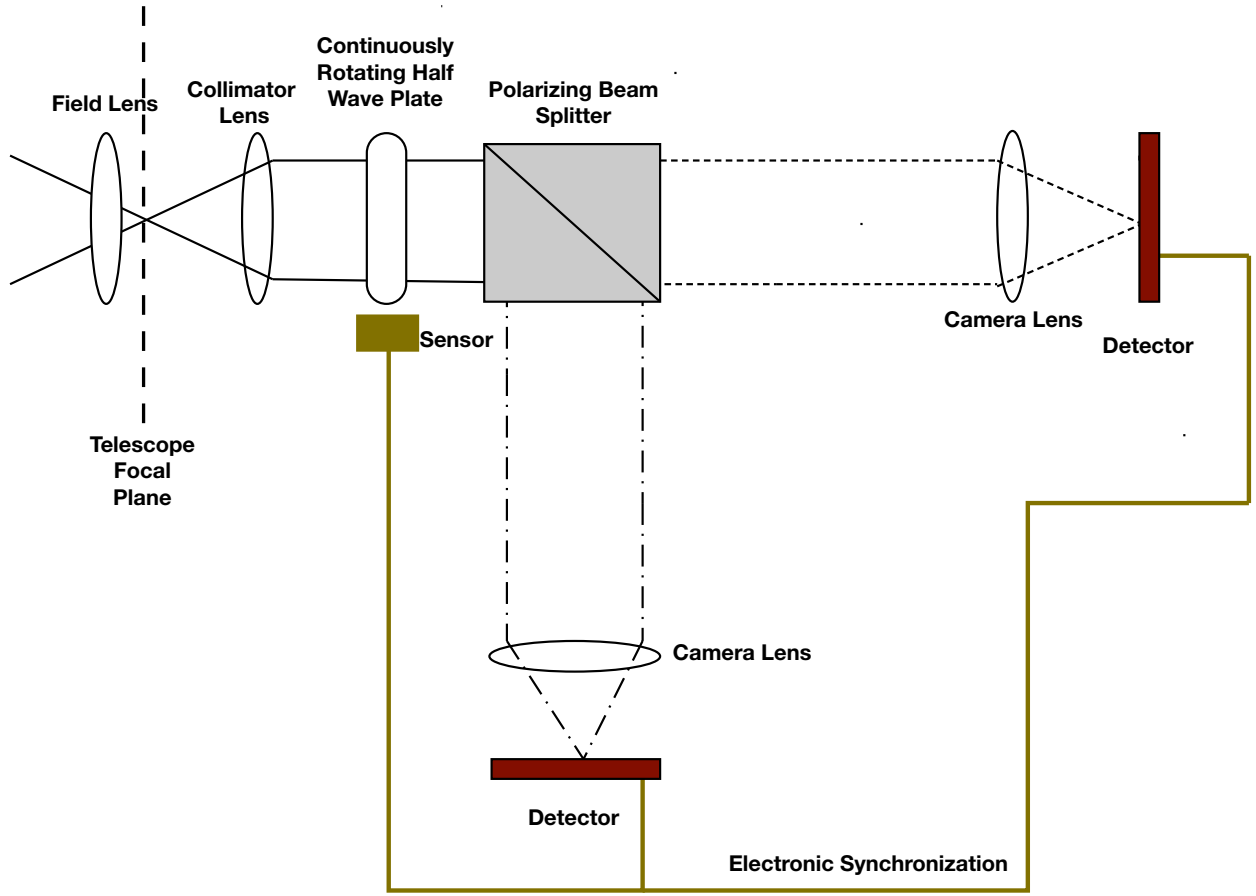 Field Lens
Collimator
Lens
Continuously
Rotating Half
Wave Plate
Polarizing Beam
Splitter
Sensor
Camera Lens
Detector
Telescope
Focal
Plane
Camera Lens
Detector
Electronic Synchronization